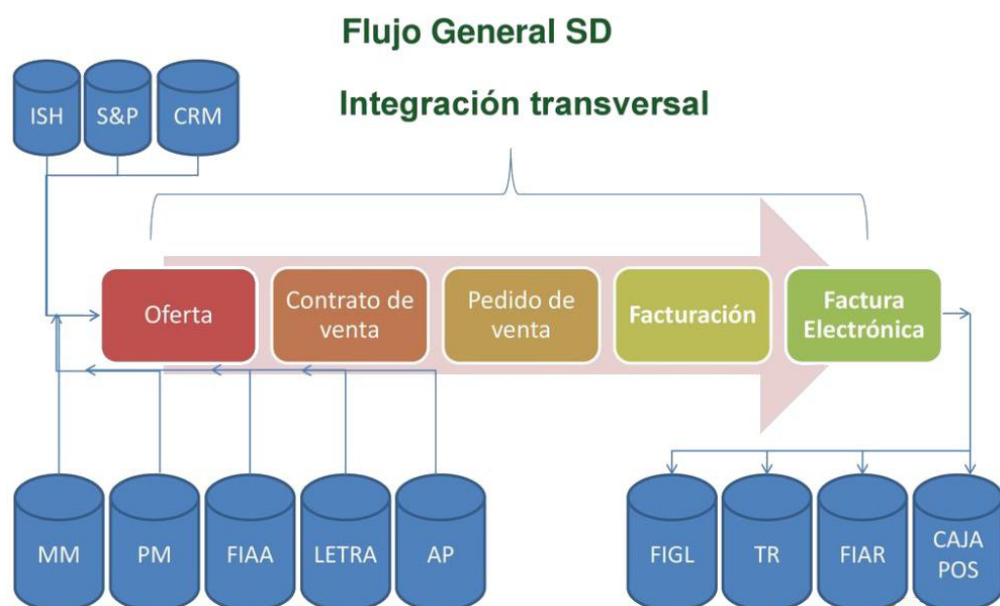 Flujo General SD
Integración transversal
ISH
S&P
CRM
Oferta
Contrato de
venta
Pedido de
venta
Facturación
Factura
Electrónica
MM
PM
FIAA
LETRA
AP
FIGL
TR
FIAR
CAJA
POS